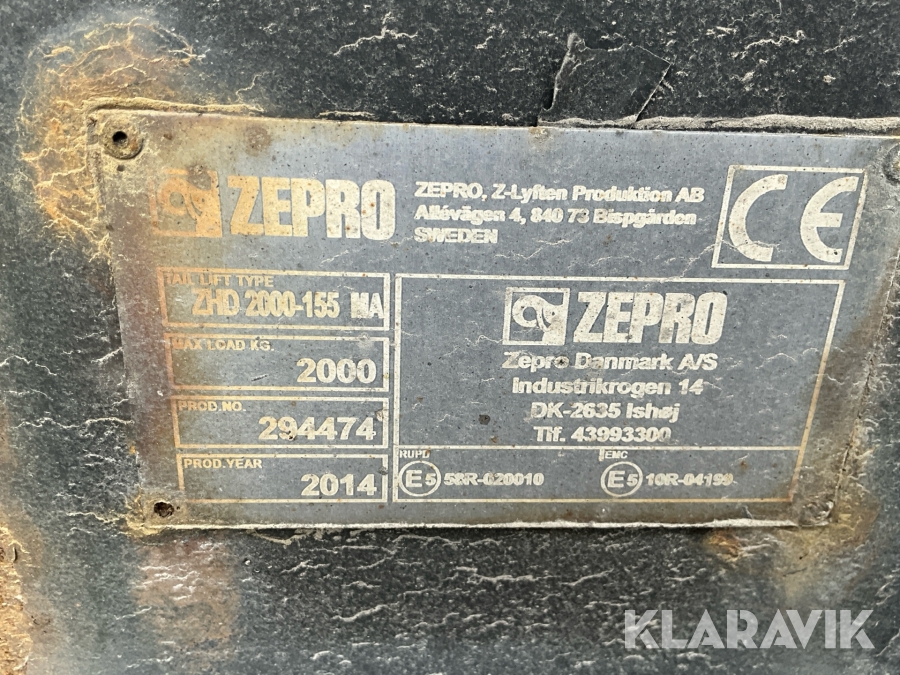 ZEPRO
ZEPRO, Z-Lyften Produktion AB
Allévägen 4, 840 73 Bispgården
SWEDEN
CE
TAIL LIFT TYPE
ZHD 2000-155 MA
MAX LOAD KG.
2000
PROD.NO.
294474
PROD.YEAR
2014
ZEPRO
Zepro Danmark A/S
Industrikrogen 14
DK-2635 Ishøj
Tlf. 43993300
RUPD
E5 58R-020010
EMC
E5
KLARAVIK